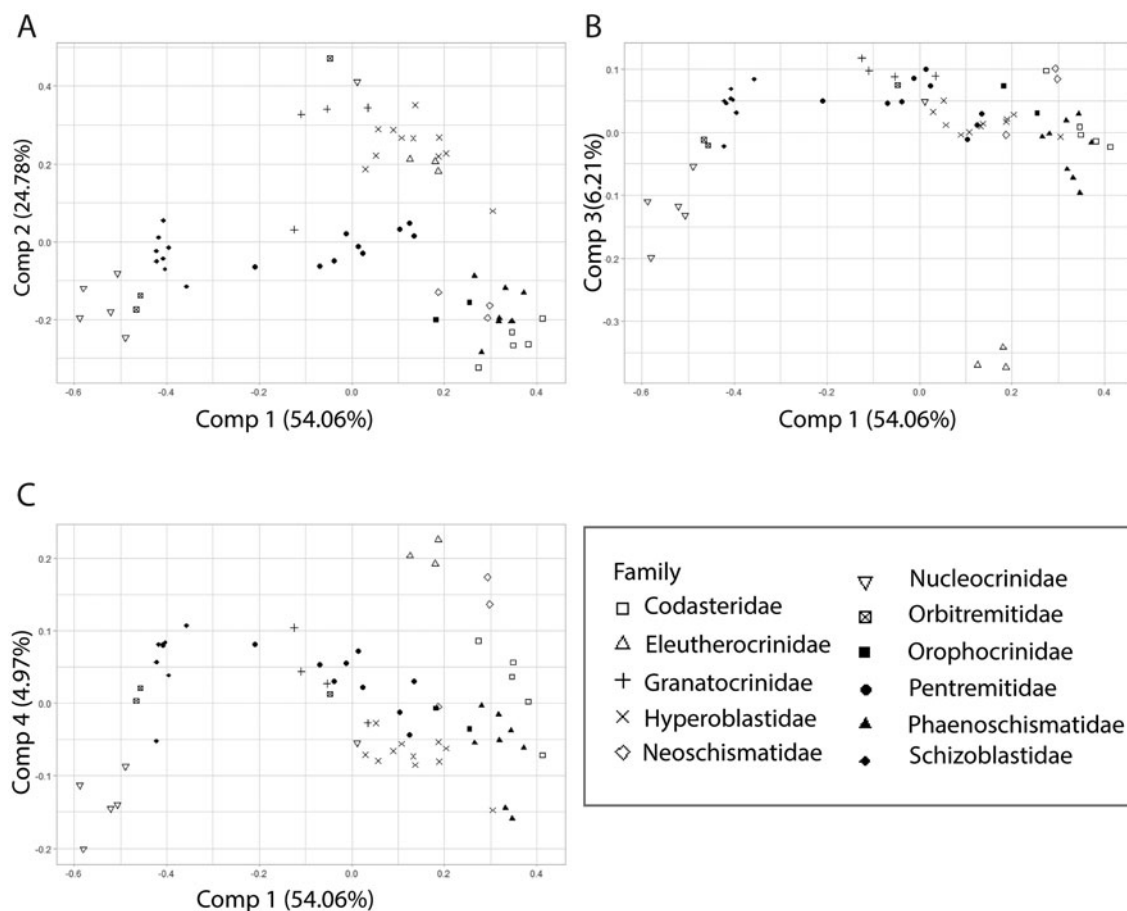 A
Comp 2 (24.78%)
0.4
0.2
0.0
-0.2
-0.6
-0.4
-0.2
0.0
0.2
0.4
Comp 1 (54.06%)
B
Comp 3(6.21%)
0.1
0.0
-0.1
-0.2
-0.3
-0.6
-0.4
-0.2
0.0
0.2
0.4
Comp 1 (54.06%)
C
Comp 4 (4.97%)
0.2
0.1
0.0
-0.1
-0.2
-0.6
-0.4
-0.2
0.0
0.2
0.4
Comp 1 (54.06%)
Family
Codasteridae
Eleutherocrinidae
Granatocrinidae
Hyperoblastidae
Neoschismatidae
Nucleocrinidae
Orbitremitidae
Orophocrinidae
Pentremitidae
Phaenoschismatidae
Schizoblastidae